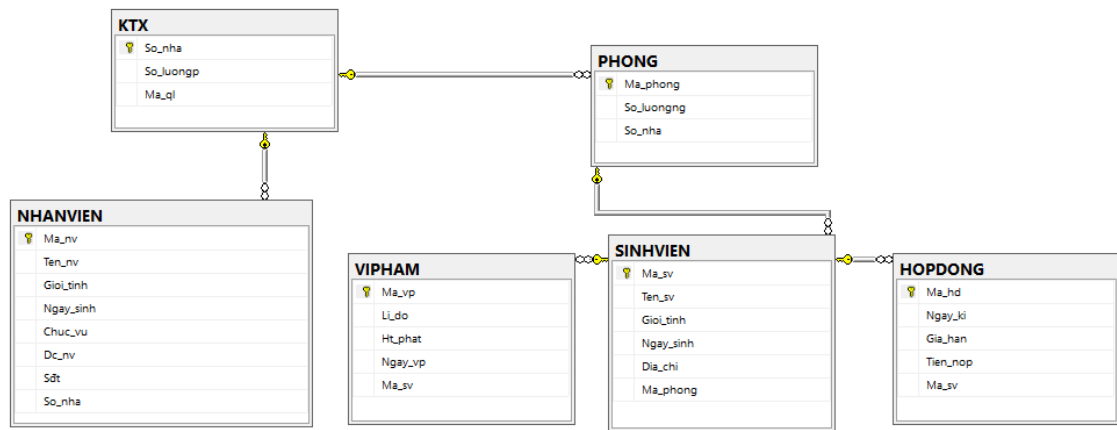 KTX
So_nha
So_luongp
Ma_ql
PHONG
Ma_phong
So_luongng
So_nha
NHANVIEN
Ma_nv
Ten_nv
Gioi_tinh
Ngay_sinh
Chuc_vu
Dc_nv
Sđt
So_nha
VIPHAM
Ma_vp
Li_do
Ht_phat
Ngay_vp
Ma_sv
SINHVIEN
Ma_sv
Ten_sv
Gioi_tinh
Ngay_sinh
Dia_chi
Ma_phong
HOPDONG
Ma_hd
Ngay_ki
Gia_han
Tien_nop
Ma_sv